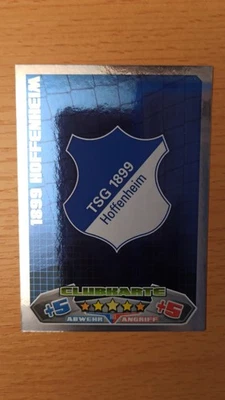 1899 HOFFENHEIM
TSG 1899
Hoffenheim
CLUBKARTE
+5 +5
ABWEHR ANGRIFF